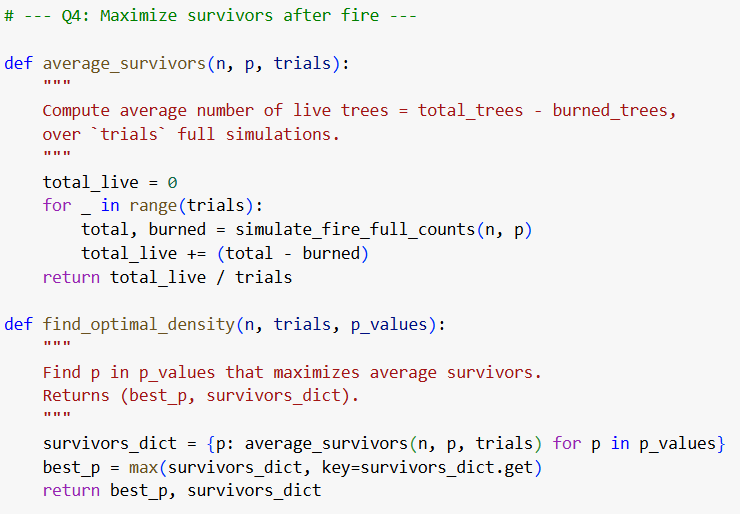 # --- Q4: Maximize survivors after fire ---
def average_survivors(n, p, trials):
    """
    Compute average number of live trees = total_trees - burned_trees,
    over `trials` full simulations.
    """
    total_live = 0
    for _ in range(trials):
        total, burned = simulate_fire_full_counts(n, p)
        total_live += (total - burned)
    return total_live / trials
def find_optimal_density(n, trials, p_values):
    """
    Find p in p_values that maximizes average survivors.
    Returns (best_p, survivors_dict).
    """
    survivors_dict = {p: average_survivors(n, p, trials) for p in p_values}
    best_p = max(survivors_dict, key=survivors_dict.get)
    return best_p, survivors_dict